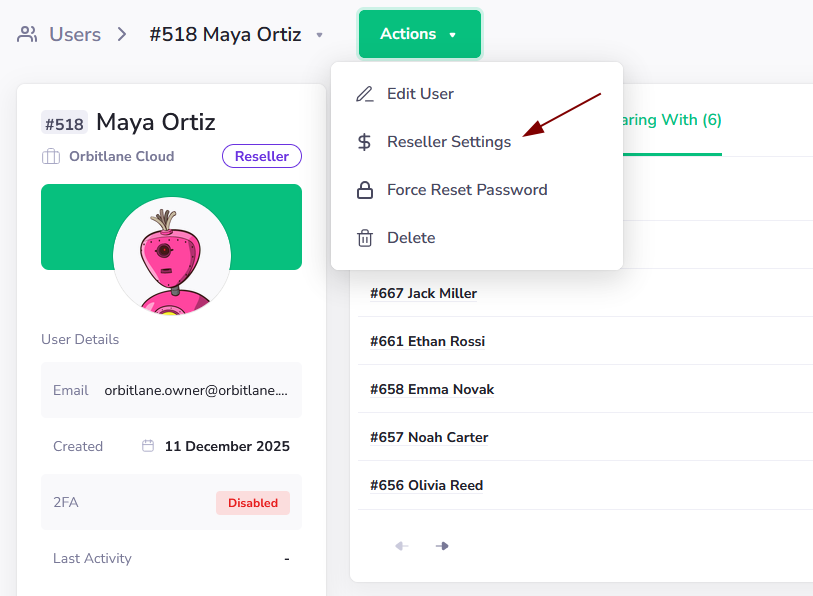 Users
#518 Maya Ortiz
Actions
#518 Maya Ortiz
Orbitlane Cloud
Reseller
User Details
Email orbitlane.owner@orbitlane....
Created 11 December 2025
2FA Disabled
Last Activity -
Edit User
Reseller Settings
Force Reset Password
Delete
With (6)
#667 Jack Miller
#661 Ethan Rossi
#658 Emma Novak
#657 Noah Carter
#656 Olivia Reed